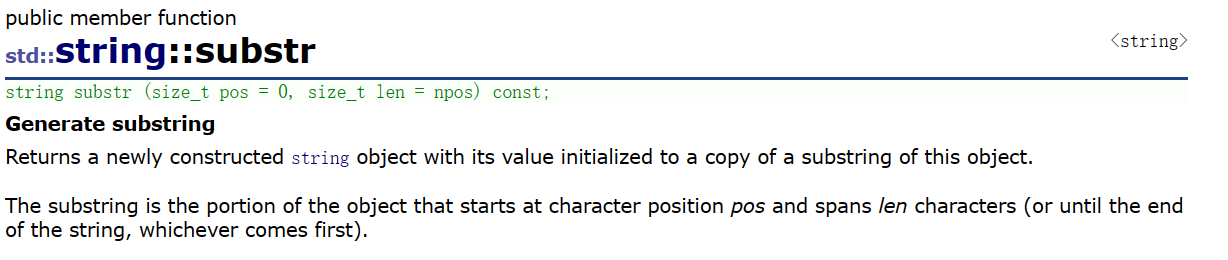 public member function
std::string::substr
<string>
string substr (size_t pos = 0, size_t len = npos) const;
Generate substring
Returns a newly constructed string object with its value initialized to a copy of a substring of this object.
The substring is the portion of the object that starts at character position pos and spans len characters (or until the end
of the string, whichever comes first).